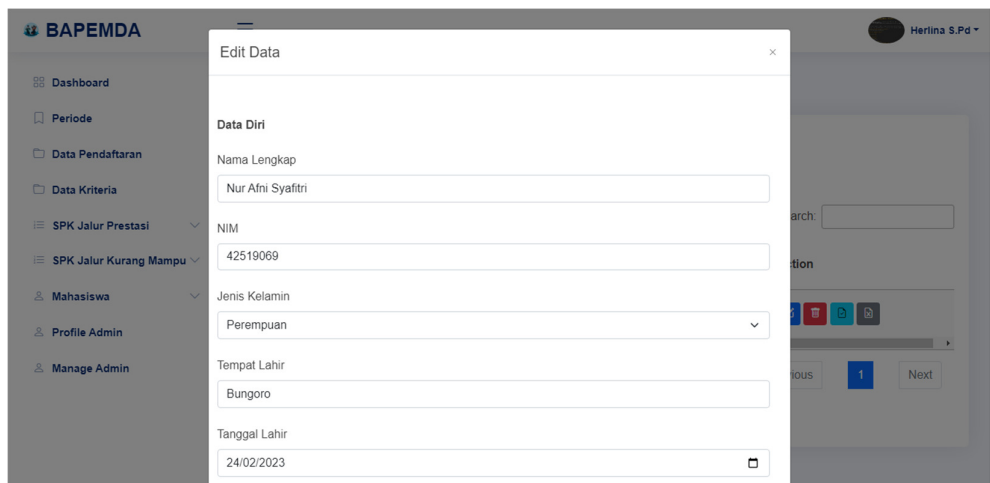 BAPEMDA
Herlina S.Pd
Edit Data
Dashboard
Periode
Data Pendaftaran
Data Kriteria
SPK Jalur Prestasi
SPK Jalur Kurang Mampu
Mahasiswa
Profile Admin
Manage Admin
Data Diri
Nama Lengkap
Nur Afni Syafitri
NIM
42519069
Jenis Kelamin
Perempuan
Tempat Lahir
Bungoro
Tanggal Lahir
24/02/2023
arch:
ction
ious
1
Next